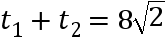 t₁ + t₂ = 8√2